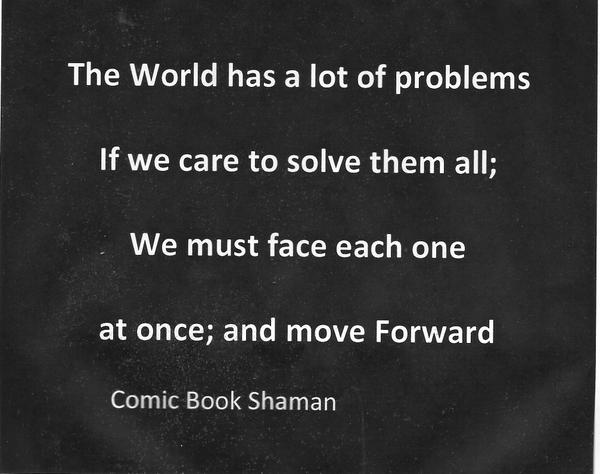 The World has a lot of problems
If we care to solve them all;
We must face each one
at once; and move Forward
Comic Book Shaman